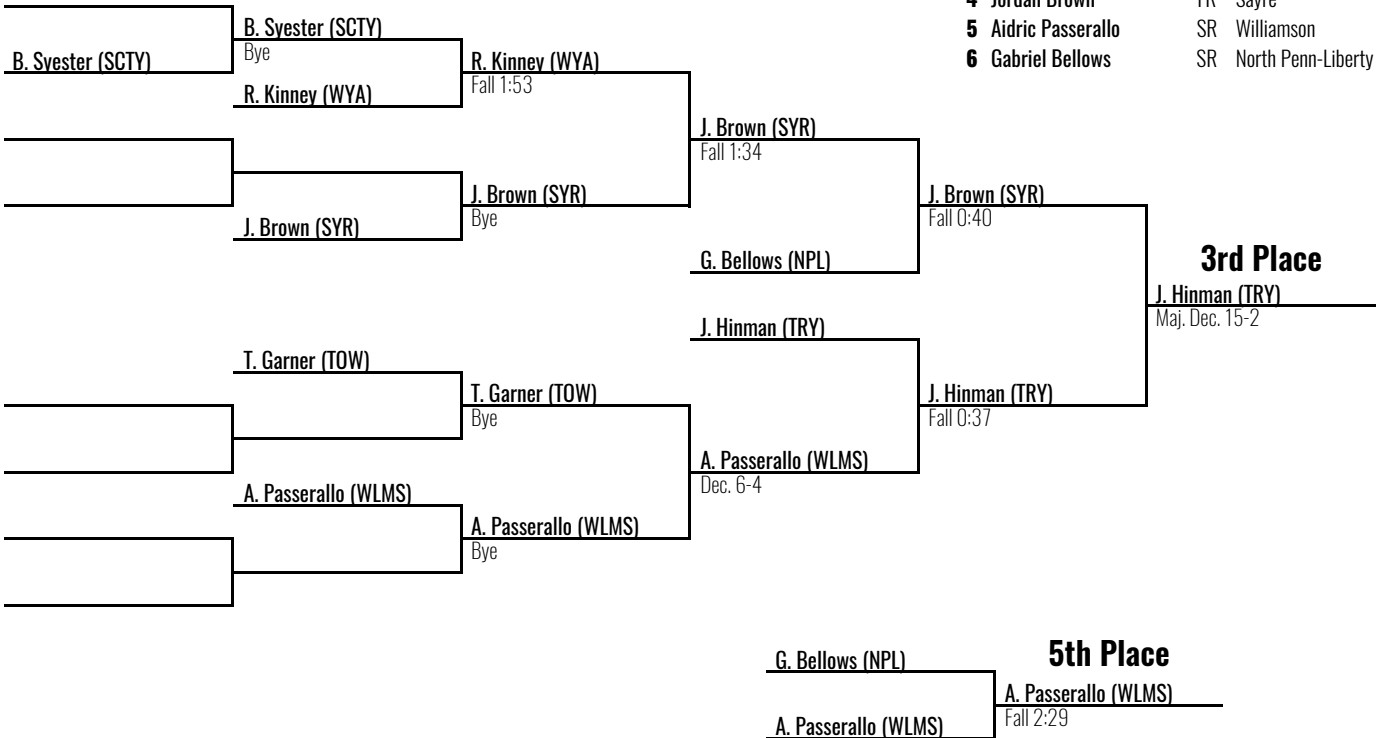 4 Jordan Brown FR Sayre
5 Aidric Passerallo SR Williamson
6 Gabriel Bellows SR North Penn-Liberty
B. Syester (SCTY)
B. Syester (SCTY)
Bye
R. Kinney (WYA)
R. Kinney (WYA)
Fall 1:53
J. Brown (SYR)
J. Brown (SYR)
Bye
J. Brown (SYR)
Fall 1:34
G. Bellows (NPL)
J. Brown (SYR)
Fall 0:40
3rd Place
J. Hinman (TRY)
Maj. Dec. 15-2
J. Hinman (TRY)
J. Hinman (TRY)
Fall 0:37
T. Garner (TOW)
T. Garner (TOW)
Bye
A. Passerallo (WLMS)
Dec. 6-4
A. Passerallo (WLMS)
A. Passerallo (WLMS)
Bye
5th Place
G. Bellows (NPL)
A. Passerallo (WLMS)
Fall 2:29
A. Passerallo (WLMS)